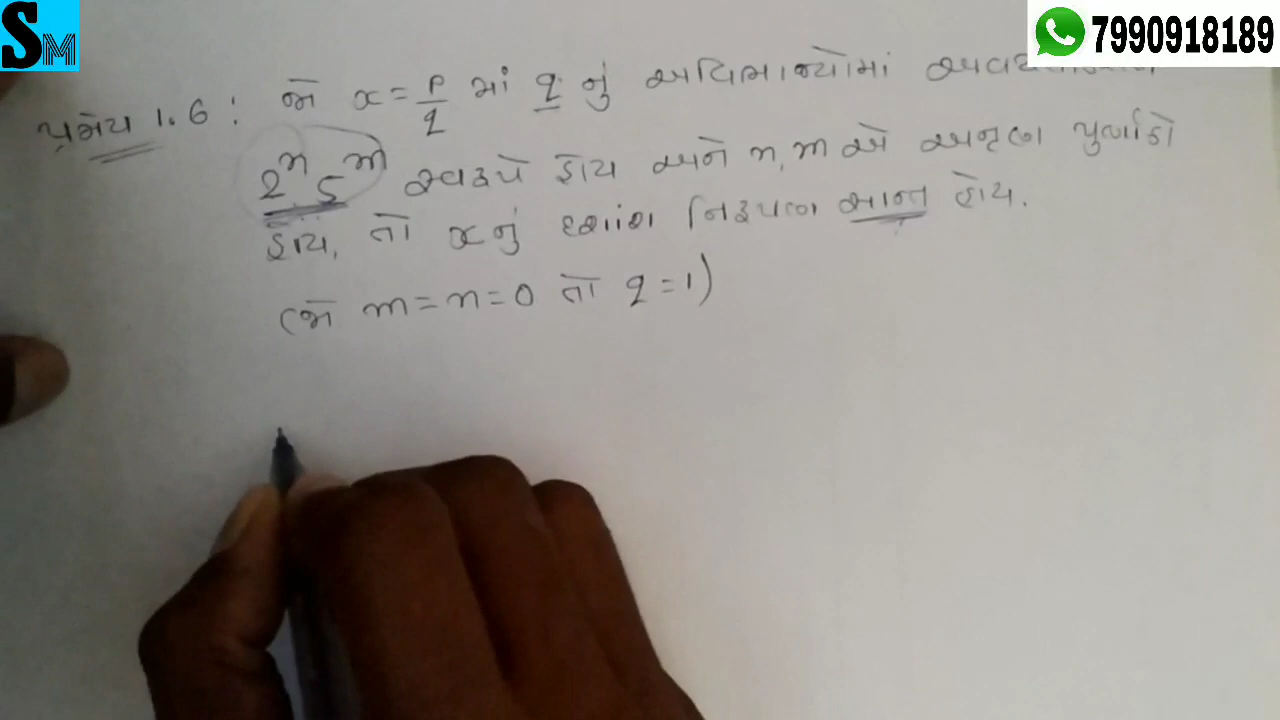 SM
7990918189
પ્રમેય 1.6 : જો x = p/q માં q નું અવિભાજ્યોમાં
2ⁿ 5ᵐ સ્વરૂપે હોય અને n, m એ અનૃણ પુર્ણાંકો
હોય, તો x નું દશાંશ નિરૂપણ સાન્ત હોય.
(જો m = n = 0 તો q = 1)